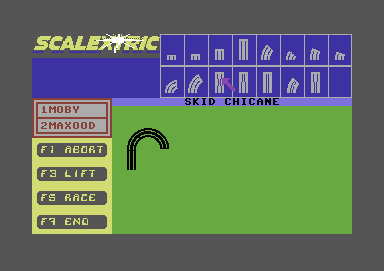 SCALEXTRIC
SKID CHICANE
1MOBY
2MAXOOD
F1 ABORT
F3 LIFT
F5 RACE
F7 END